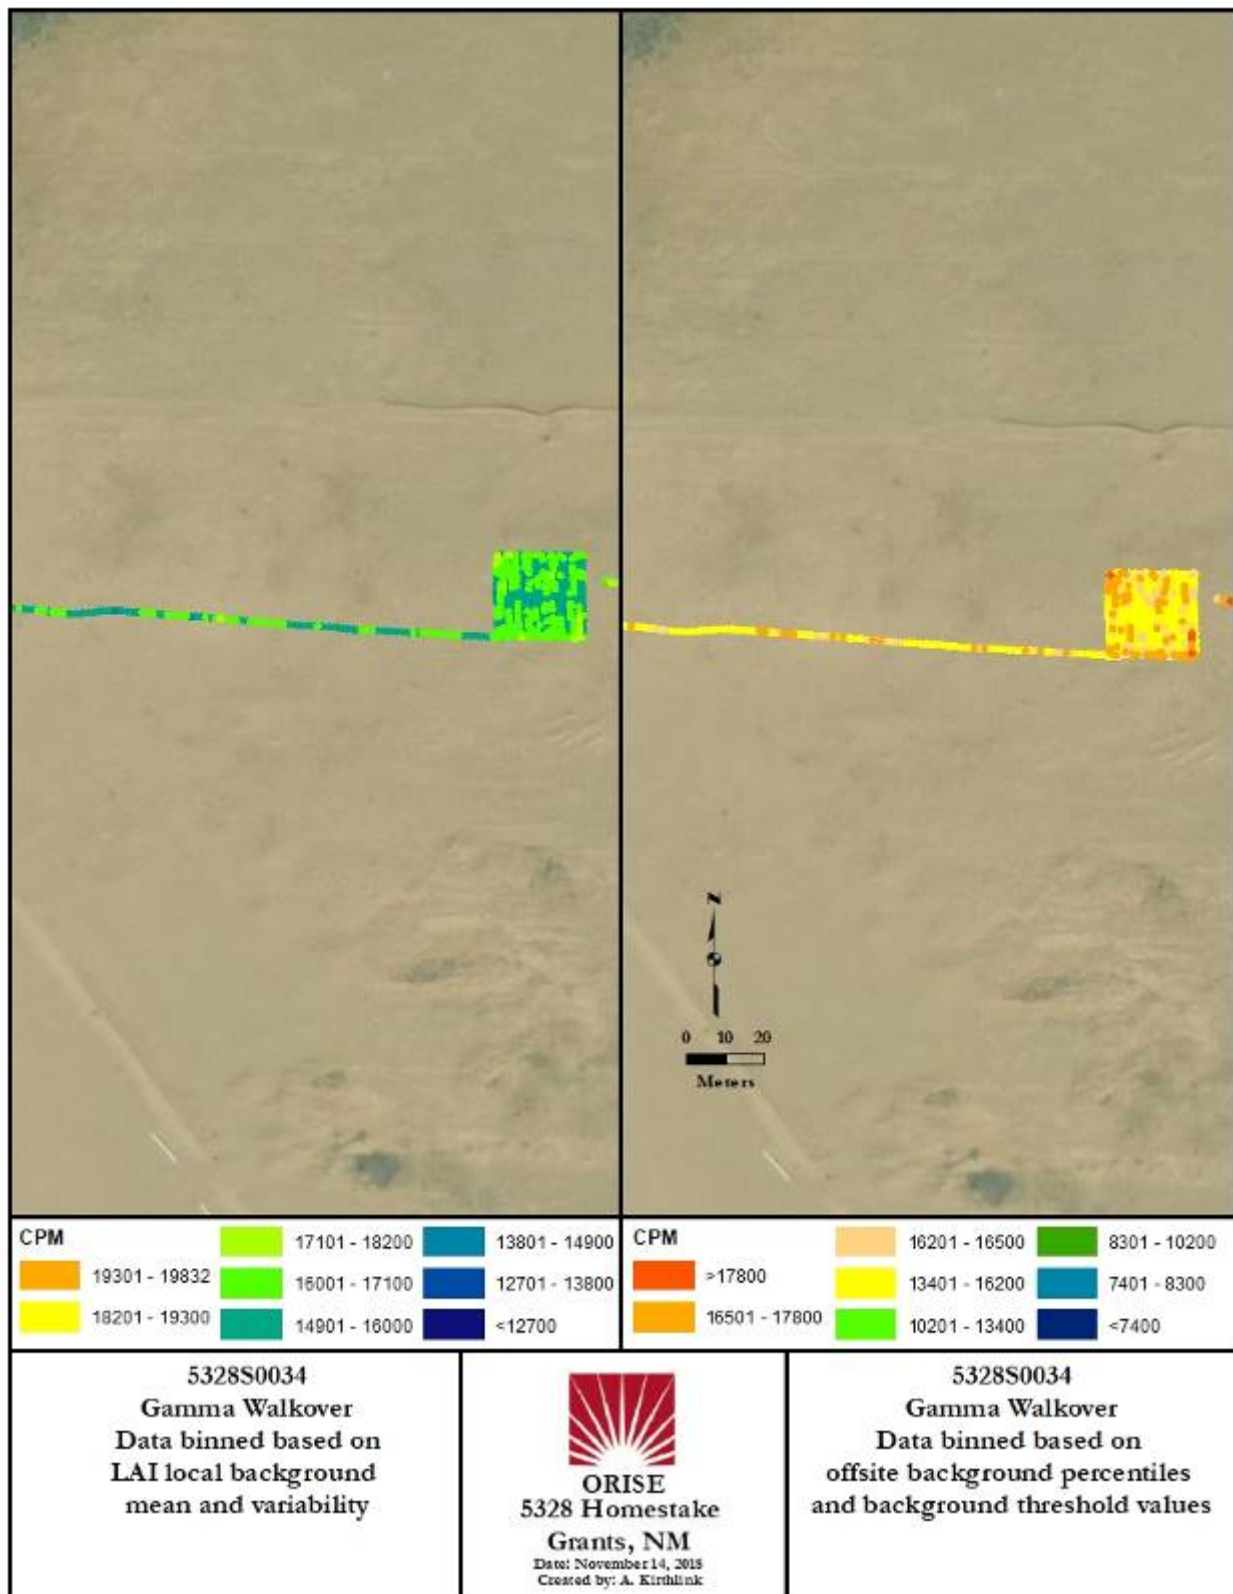 N
0 10 20
Meters
CPM
19301 - 19832
18201 - 19300
17101 - 18200
16001 - 17100
14901 - 16000
13801 - 14900
12701 - 13800
<12700
CPM
>17800
16501 - 17800
16201 - 16500
13401 - 16200
10201 - 13400
8301 - 10200
7401 - 8300
<7400
5328S0034
Gamma Walkover
Data binned based on
LAI local background
mean and variability
ORISE
5328 Homestake
Grants, NM
Date: November 14, 2018
Created by: A. Kirthlink
5328S0034
Gamma Walkover
Data binned based on
offsite background percentiles
and background threshold values